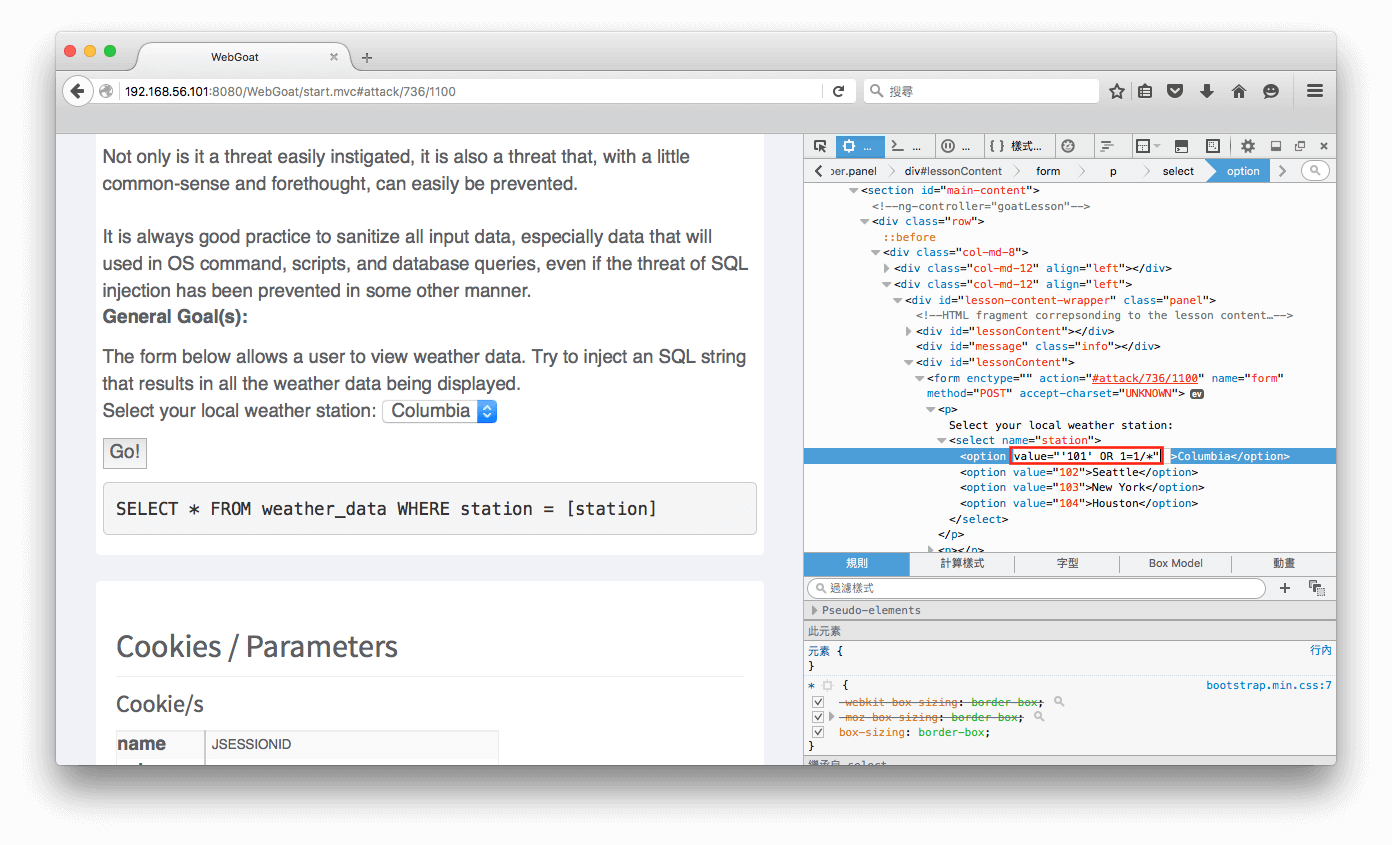 WebGoat
192.168.56.101:8080/WebGoat/start.mvc#attack/736/1100
搜尋
Not only is it a threat easily instigated, it is also a threat that, with a little
common-sense and forethought, can easily be prevented.
It is always good practice to sanitize all input data, especially data that will
used in OS command, scripts, and database queries, even if the threat of SQL
injection has been prevented in some other manner.
General Goal(s):
The form below allows a user to view weather data. Try to inject an SQL string
that results in all the weather data being displayed.
Select your local weather station: Columbia
Go!
SELECT * FROM weather_data WHERE station = [station]
Cookies / Parameters
Cookie/s
name JSESSIONID
... ... ... { } 樣式...
per.panel div#lessonContent form p select option
<section id="main-content">
<!--ng-controller="goatLesson"-->
<div class="row">
::before
<div class="col-md-8">
<div class="col-md-12" align="left"></div>
<div class="col-md-12" align="left">
<div id="lesson-content-wrapper" class="panel">
<!--HTML fragment correpsonding to the lesson content…-->
<div id="lessonContent"></div>
<div id="message" class="info"></div>
<div id="lessonContent">
<form enctype="" action="#attack/736/1100" name="form"
method="POST" accept-charset="UNKNOWN"> ev
<p>
Select your local weather station:
<select name="station">
<option value="'101' OR 1=1/*" >Columbia</option>
<option value="102">Seattle</option>
<option value="103">New York</option>
<option value="104">Houston</option>
</select>
</p>
<p></p>
規則 計算樣式 字型 Box Model 動畫
過濾樣式
Pseudo-elements
此元素
元素 { 行內
}
* { bootstrap.min.css:7
-webkit-box-sizing: border-box;
-moz-box-sizing: border-box;
box-sizing: border-box;
}
繼承自 select